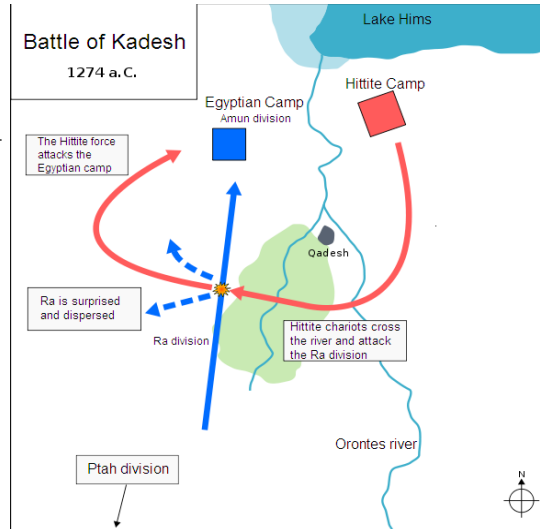 Battle of Kadesh
1274 a.C.
Lake Hims
Hittite Camp
Egyptian Camp
Amun division
The Hittite force
attacks the
Egyptian camp
Qadesh
Ra is surprised
and dispersed
Ra division
Hittite chariots cross
the river and attack
the Ra division
Orontes river
Ptah division
N